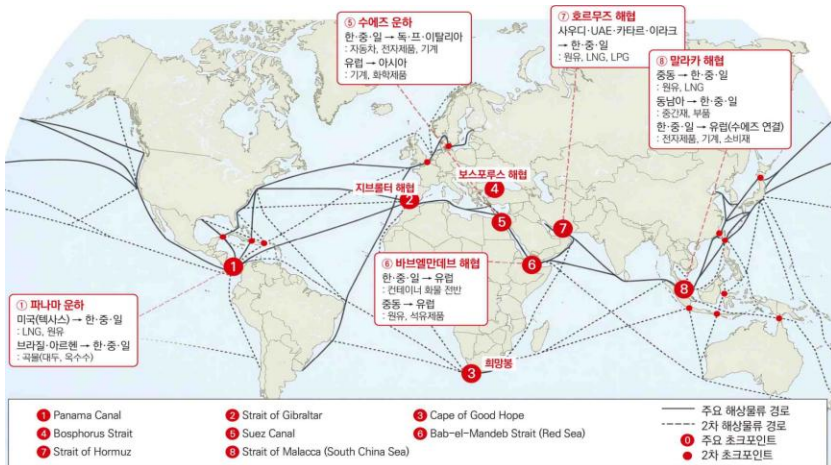 ⑤ 수에즈 운하
한·중·일 → 독·프·이탈리아
: 자동차, 전자제품, 기계
유럽 → 아시아
: 기계, 화학제품
⑦ 호르무즈 해협
사우디·UAE·카타르·이라크
→ 한·중·일
: 원유, LNG, LPG
⑧ 말라카 해협
중동 → 한·중·일
: 원유, LNG
동남아 → 한·중·일
: 중간재, 부품
한·중·일 → 유럽(수에즈 연결)
: 전자제품, 기계, 소비재
보스포루스 해협
4
지브롤터 해협
2
5
7
1
6
8
⑥ 바브엘만데브 해협
한·중·일 → 유럽
: 컨테이너 화물 전반
중동 → 유럽
: 원유, 석유제품
① 파나마 운하
미국(텍사스) → 한·중·일
: LNG, 원유
브라질·아르헨 → 한·중·일
: 곡물(대두, 옥수수)
희망봉
3
1 Panama Canal
2 Strait of Gibraltar
3 Cape of Good Hope
4 Bosphorus Strait
5 Suez Canal
6 Bab-el-Mandeb Strait (Red Sea)
7 Strait of Hormuz
8 Strait of Malacca (South China Sea)
주요 해상물류 경로
2차 해상물류 경로
0 주요 초크포인트
2차 초크포인트